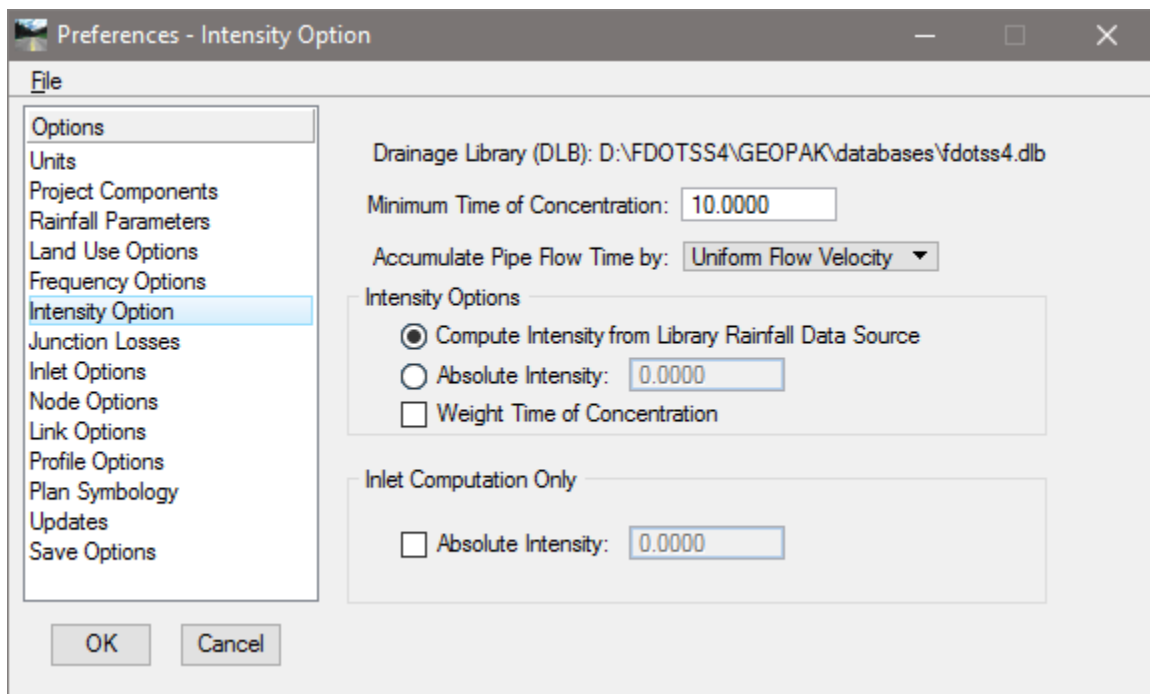 Preferences - Intensity Option
File
Options
Units
Project Components
Rainfall Parameters
Land Use Options
Frequency Options
Intensity Option
Junction Losses
Inlet Options
Node Options
Link Options
Profile Options
Plan Symbology
Updates
Save Options
Drainage Library (DLB): D:\FDOTSS4\GEOPAK\databases\fdotss4.dlb
Minimum Time of Concentration: 10.0000
Accumulate Pipe Flow Time by: Uniform Flow Velocity
Intensity Options
Compute Intensity from Library Rainfall Data Source
Absolute Intensity: 0.0000
Weight Time of Concentration
Inlet Computation Only
Absolute Intensity: 0.0000
OK Cancel